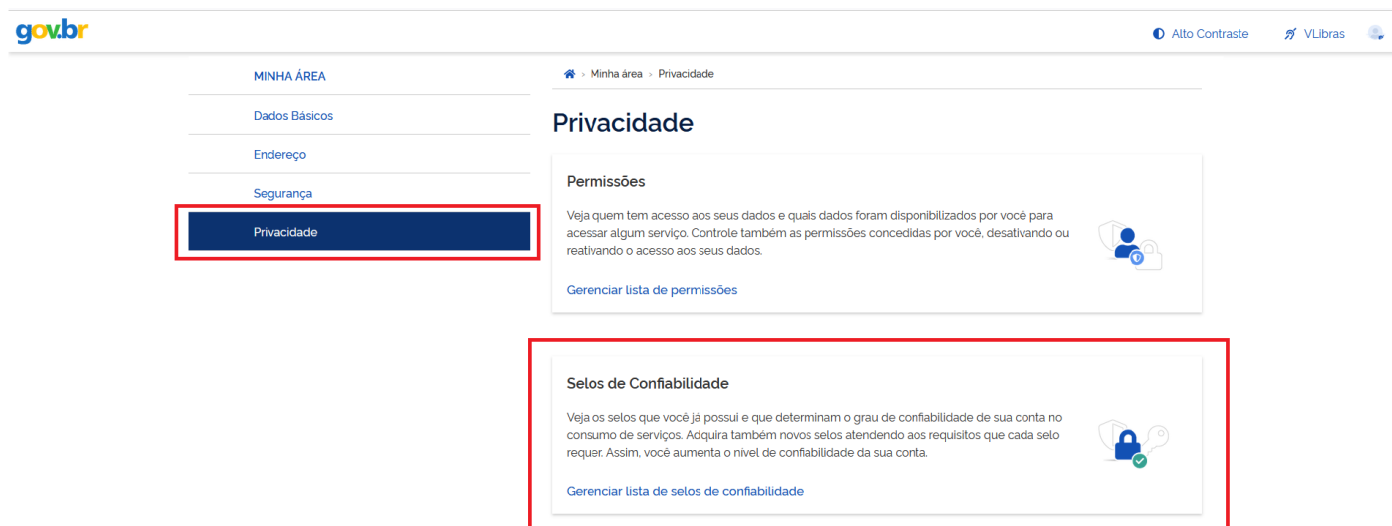 gov.br
Alto Contraste
VLibras
MINHA ÁREA
Dados Básicos
Endereço
Segurança
Privacidade
Minha área > Privacidade
Privacidade
Permissões
Veja quem tem acesso aos seus dados e quais dados foram disponibilizados por você para
acessar algum serviço. Controle também as permissões concedidas por você, desativando ou
reativando o acesso aos seus dados.
Gerenciar lista de permissões
Selos de Confiabilidade
Veja os selos que você já possui e que determinam o grau de confiabilidade de sua conta no
consumo de serviços. Adquira também novos selos atendendo aos requisitos que cada selo
requer. Assim, você aumenta o nível de confiabilidade da sua conta.
Gerenciar lista de selos de confiabilidade